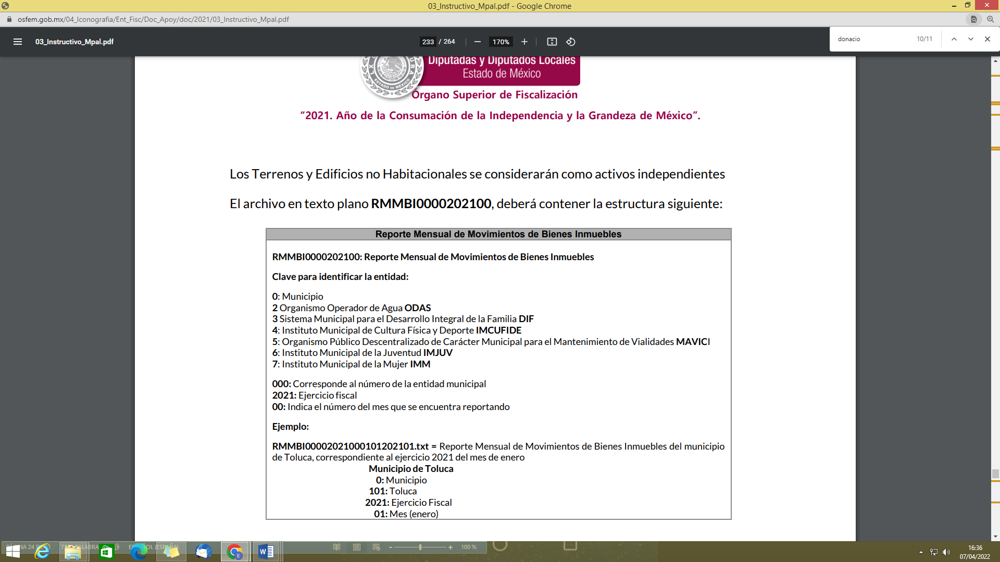 03_Instructivo_Mpal.pdf - Google Chrome
osfem.gob.mx/04_Iconografia/Ent_Fisc/Doc_Apoy/doc/2021/03_Instructivo_Mpal.pdf
03_Instructivo_Mpal.pdf
233 / 264
170%
donacio
10/11
Diputadas y Diputados Locales
Estado de México
ESTADO DE MÉXICO
Órgano Superior de Fiscalización
“2021. Año de la Consumación de la Independencia y la Grandeza de México”.
Los Terrenos y Edificios no Habitacionales se considerarán como activos independientes
El archivo en texto plano RMMBI0000202100, deberá contener la estructura siguiente:
Reporte Mensual de Movimientos de Bienes Inmuebles
RMMBI0000202100: Reporte Mensual de Movimientos de Bienes Inmuebles
Clave para identificar la entidad:
0: Municipio
2 Organismo Operador de Agua ODAS
3 Sistema Municipal para el Desarrollo Integral de la Familia DIF
4: Instituto Municipal de Cultura Física y Deporte IMCUFIDE
5: Organismo Público Descentralizado de Carácter Municipal para el Mantenimiento de Vialidades MAVICI
6: Instituto Municipal de la Juventud IMJUV
7: Instituto Municipal de la Mujer IMM
000: Corresponde al número de la entidad municipal
2021: Ejercicio fiscal
00: Indica el número del mes que se encuentra reportando
Ejemplo:
RMMBI00002021000101202101.txt = Reporte Mensual de Movimientos de Bienes Inmuebles del municipio
de Toluca, correspondiente al ejercicio 2021 del mes de enero
Municipio de Toluca
0: Municipio
101: Toluca
2021: Ejercicio Fiscal
01: Mes (enero)
100 %
16:36
07/04/2022